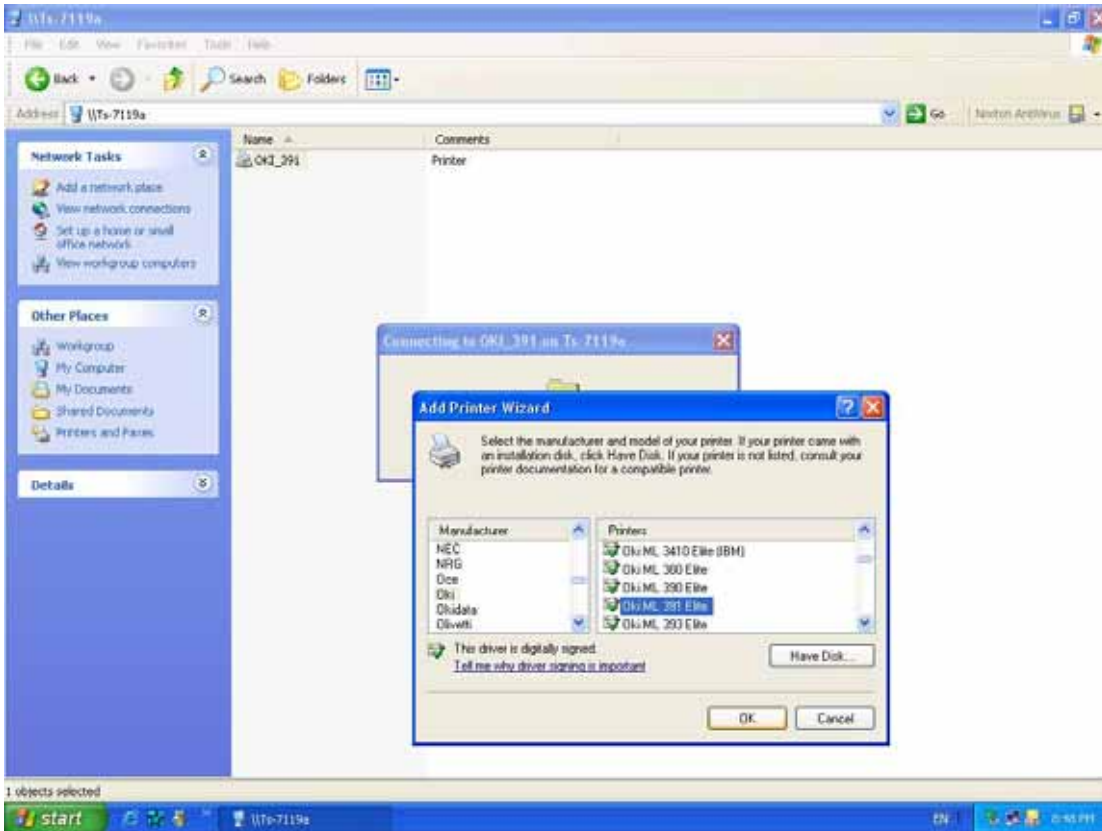 \\Ts-7119a
File Edit View Favorites Tools Help
Back Search Folders
Address \\Ts-7119a Go Norton AntiVirus
Name Comments
OKI_391 Printer
Network Tasks
Add a network place
View network connections
Set up a home or small
office network
View workgroup computers
Other Places
Workgroup
My Computer
My Documents
Shared Documents
Printers and Faxes
Details
Connecting to OKI_391 on Ts-7119a
Add Printer Wizard
Select the manufacturer and model of your printer. If your printer came with
an installation disk, click Have Disk. If your printer is not listed, consult your
printer documentation for a compatible printer.
Manufacturer
NEC
NRG
Oce
Oki
Okidata
Olivetti
Printers
Oki ML 3410 Elite (IBM)
Oki ML 380 Elite
Oki ML 390 Elite
Oki ML 391 Elite
Oki ML 393 Elite
This driver is digitally signed.
Tell me why driver signing is important
Have Disk...
OK Cancel
1 objects selected
start \\Ts-7119a EN